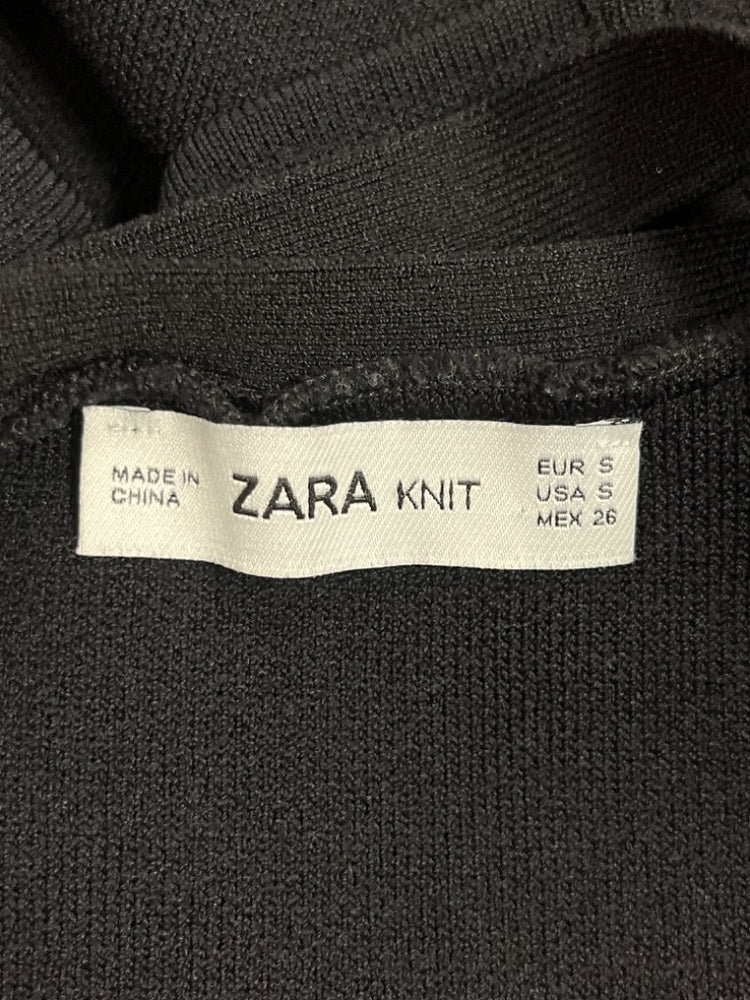 MADE IN
CHINA
ZARA KNIT
EUR S
USA S
MEX 26